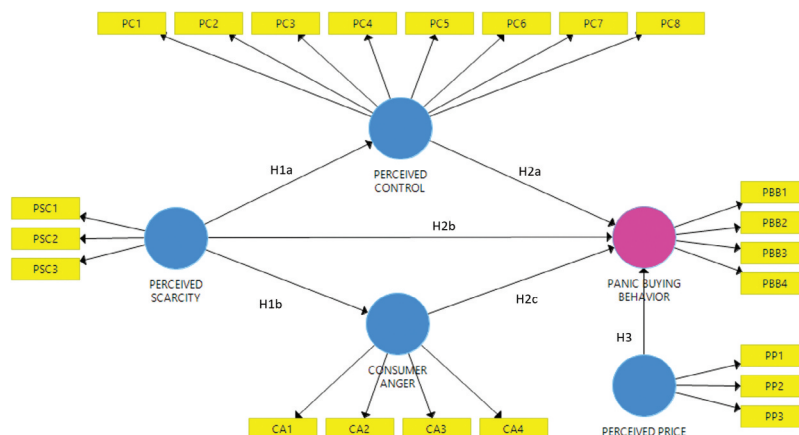 PC1 PC2 PC3 PC4 PC5 PC6 PC7 PC8
PERCEIVED
CONTROL
H1a
H2a
PSC1
PSC2
PSC3
PERCEIVED
SCARCITY
H2b
PBB1
PBB2
PBB3
PBB4
PANIC BUYING
BEHAVIOR
H1b
H2c
CONSUMER
ANGER
H3
CA1 CA2 CA3 CA4
PP1
PP2
PP3
PERCEIVED PRICE